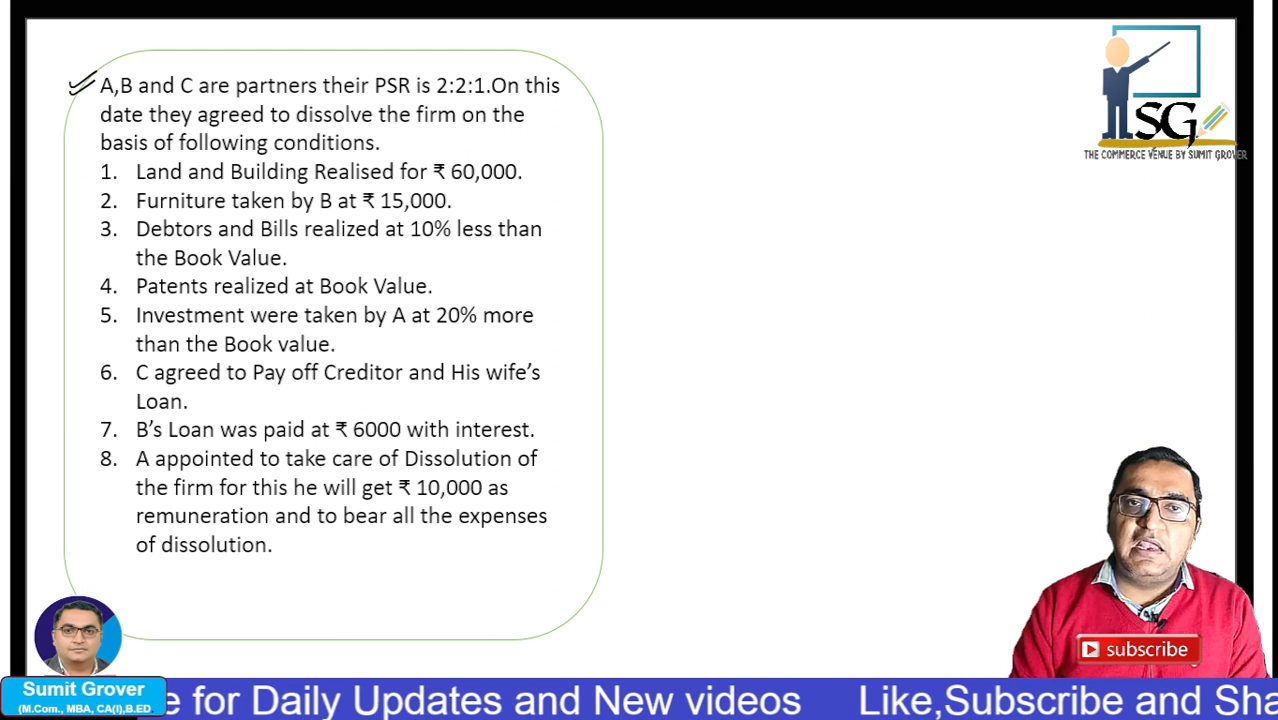 A,B and C are partners their PSR is 2:2:1.On this
date they agreed to dissolve the firm on the
basis of following conditions.
1. Land and Building Realised for ₹ 60,000.
2. Furniture taken by B at ₹ 15,000.
3. Debtors and Bills realized at 10% less than
the Book Value.
4. Patents realized at Book Value.
5. Investment were taken by A at 20% more
than the Book value.
6. C agreed to Pay off Creditor and His wife's
Loan.
7. B's Loan was paid at ₹ 6000 with interest.
8. A appointed to take care of Dissolution of
the firm for this he will get ₹ 10,000 as
remuneration and to bear all the expenses
of dissolution.
SG
THE COMMERCE VENUE BY SUMIT GROVER
subscribe
Sumit Grover
(M.Com., MBA, CA(I),B.ED
e for Daily Updates and New videos Like,Subscribe and Sha